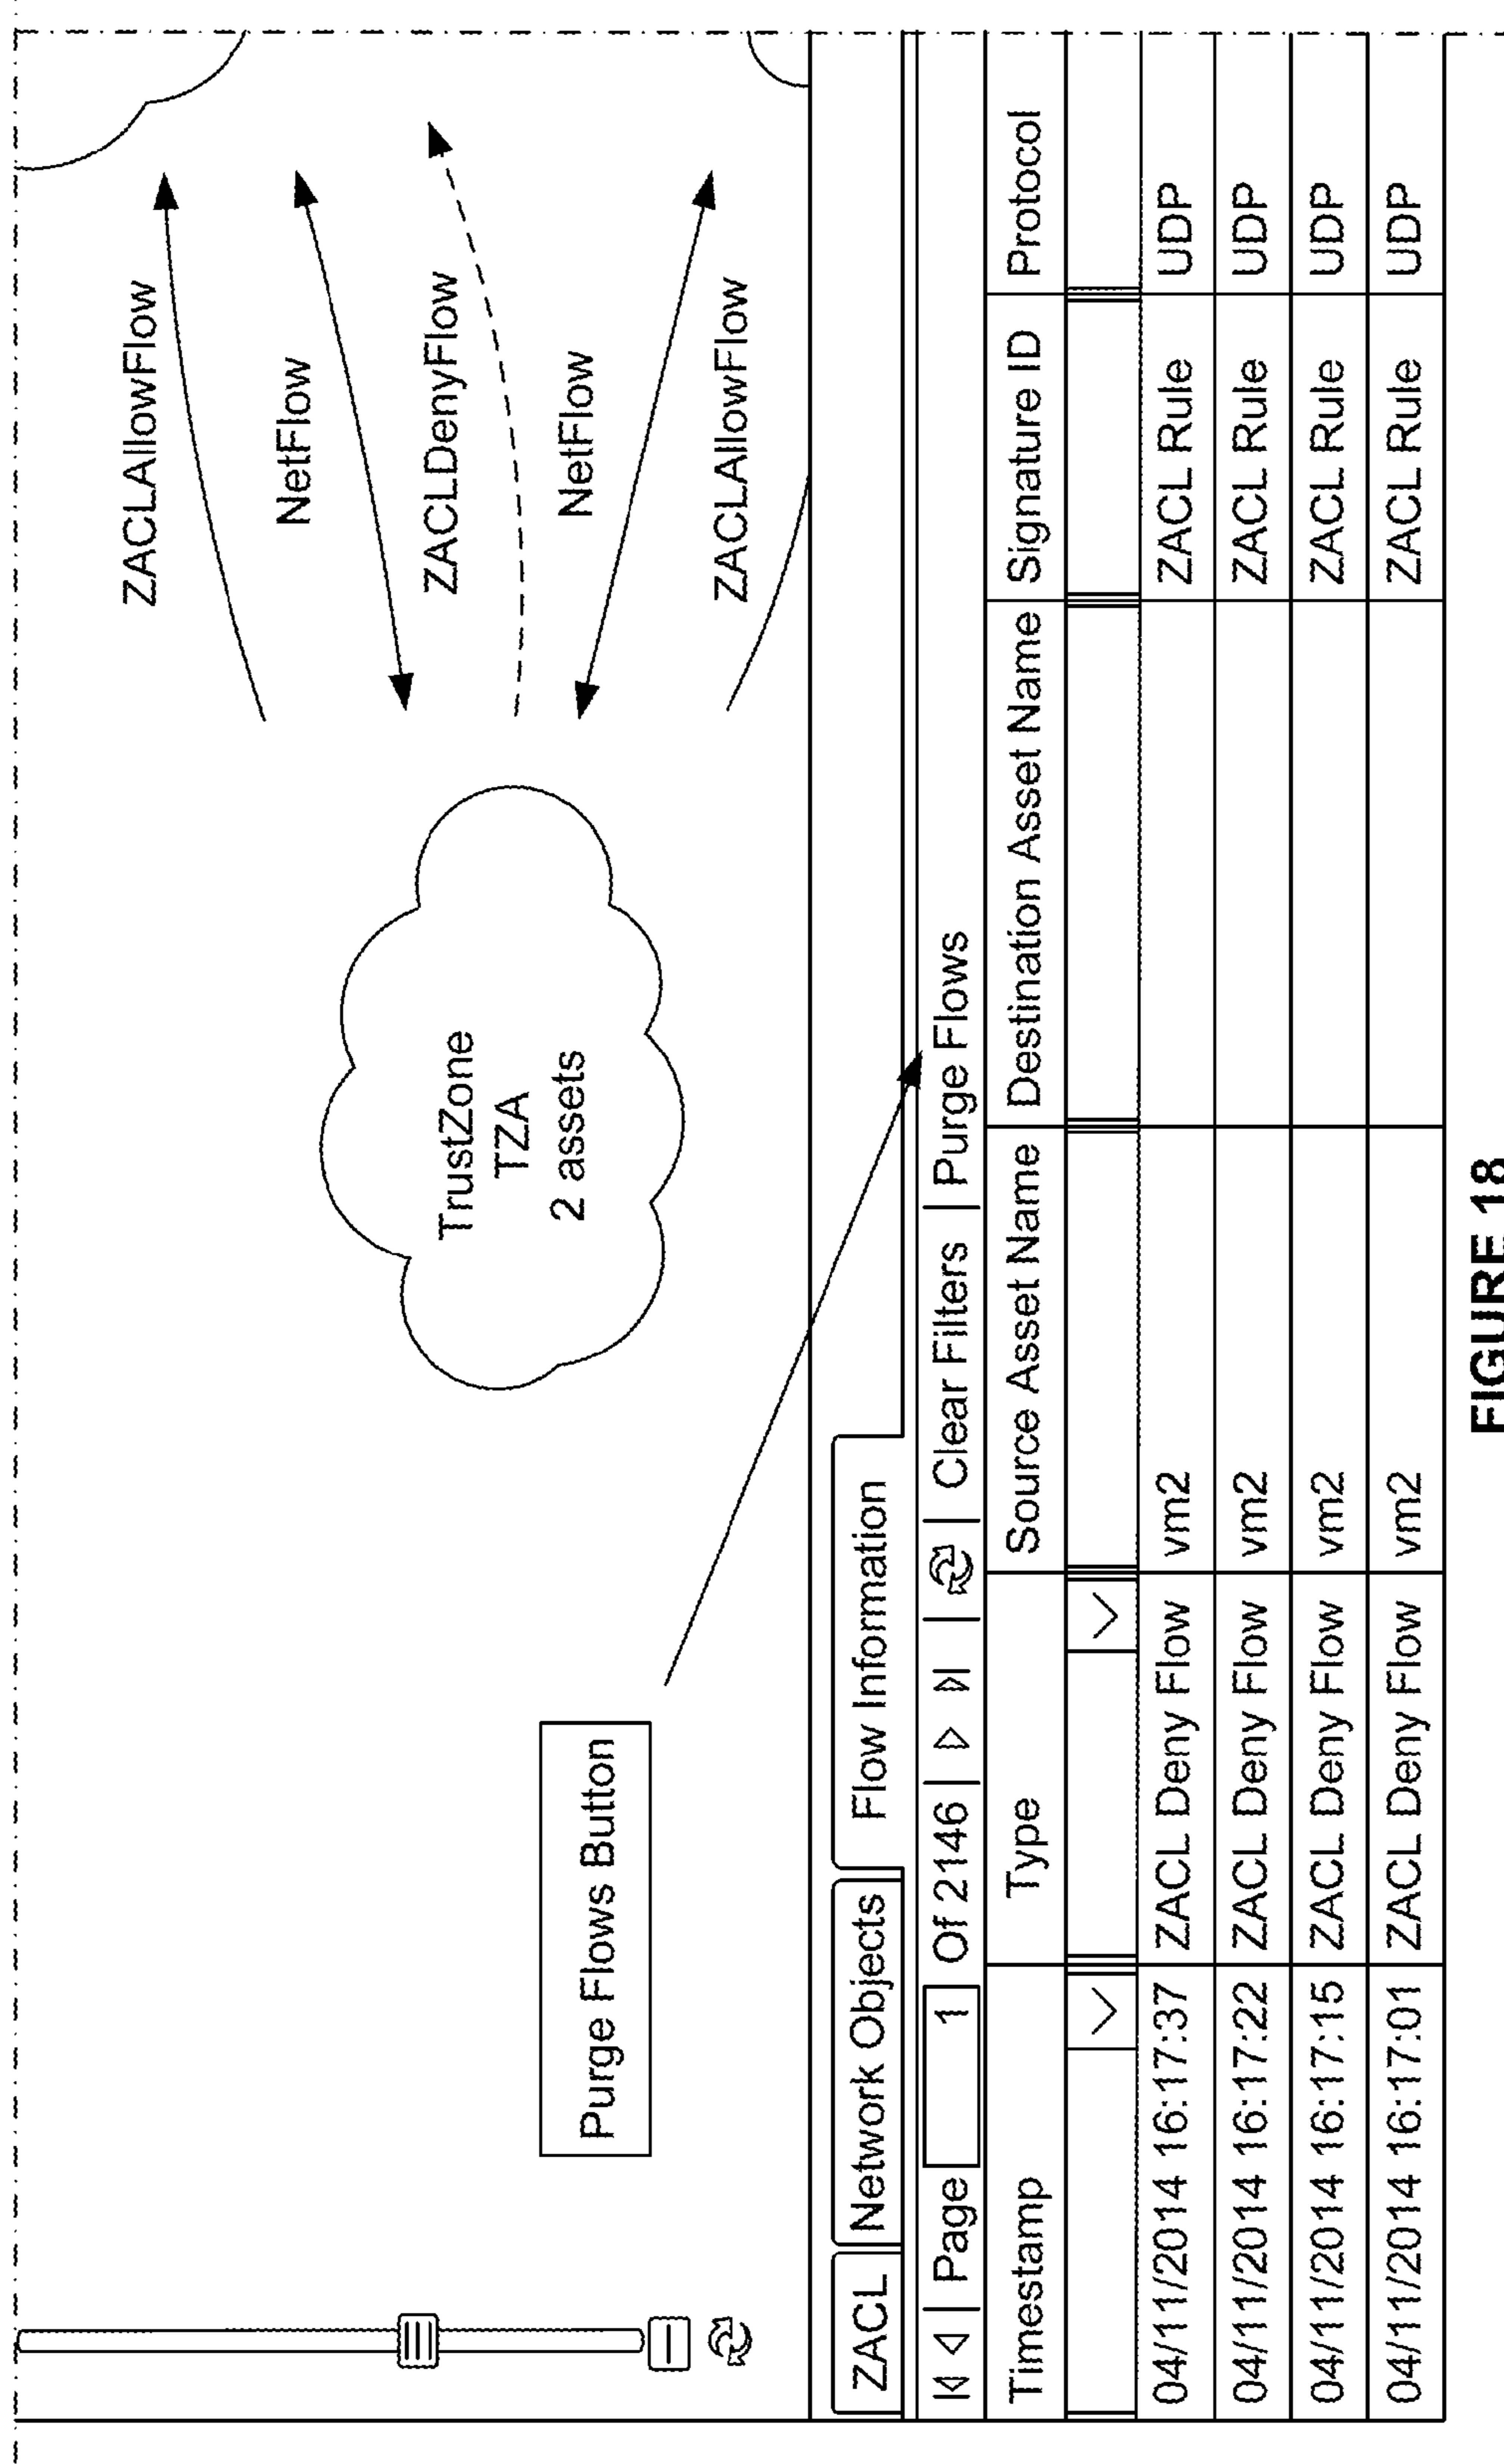 ZACLAllowFlow
NetFlow
ZACLDenyFlow
NetFlow
ZACLAllowFlow
TrustZone
TZA
2 assets
Purge Flows Button
ZACL Network Objects Flow Information
Page 1 Of 2146 Clear Filters Purge Flows
Timestamp Type Source Asset Name Destination Asset Name Signature ID Protocol
04/11/2014 16:17:37 ZACL Deny Flow vm2 ZACL Rule UDP
04/11/2014 16:17:22 ZACL Deny Flow vm2 ZACL Rule UDP
04/11/2014 16:17:15 ZACL Deny Flow vm2 ZACL Rule UDP
04/11/2014 16:17:01 ZACL Deny Flow vm2 ZACL Rule UDP
FIGURE 18